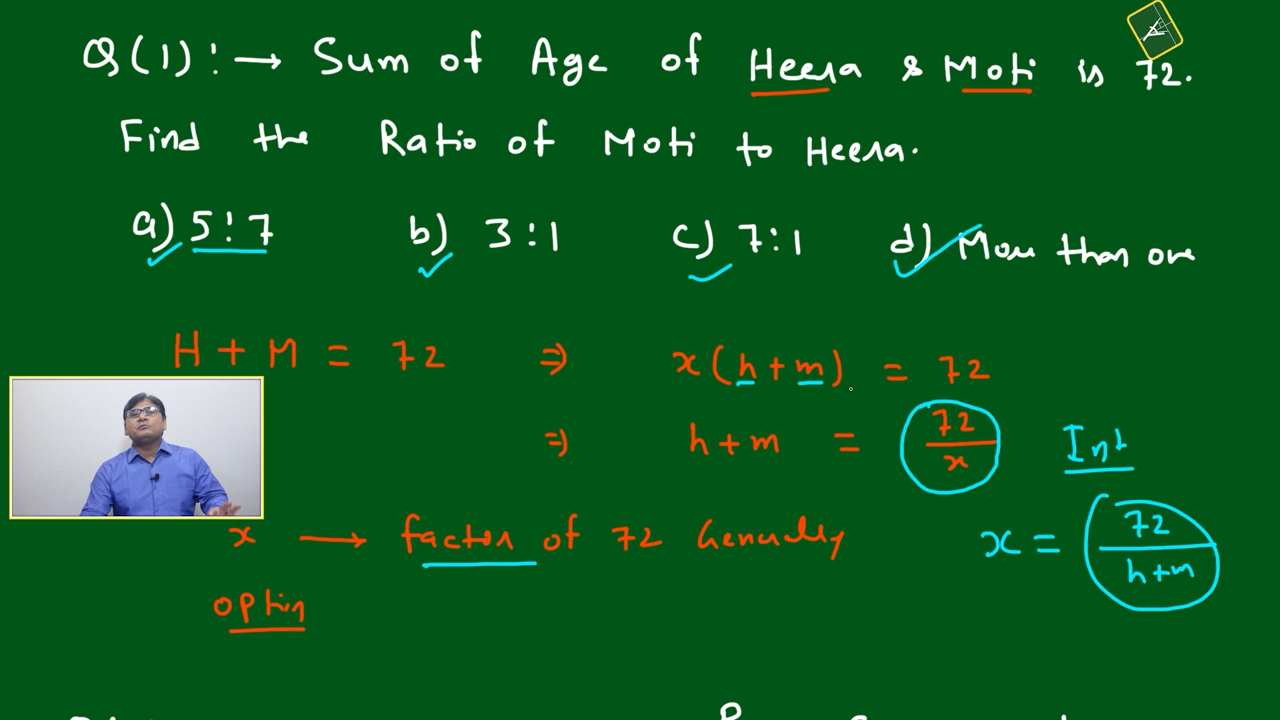 Q(1):→ Sum of Age of Heera & Moti is 72.
Find the Ratio of Moti to Heera.
a) 5:7 b) 3:1 c) 7:1 d) More than one
H + M = 72 ⇒ x(h+m) = 72
⇒ h+m = 72/x Int
x → factor of 72 Generally x = 72/h+m
option